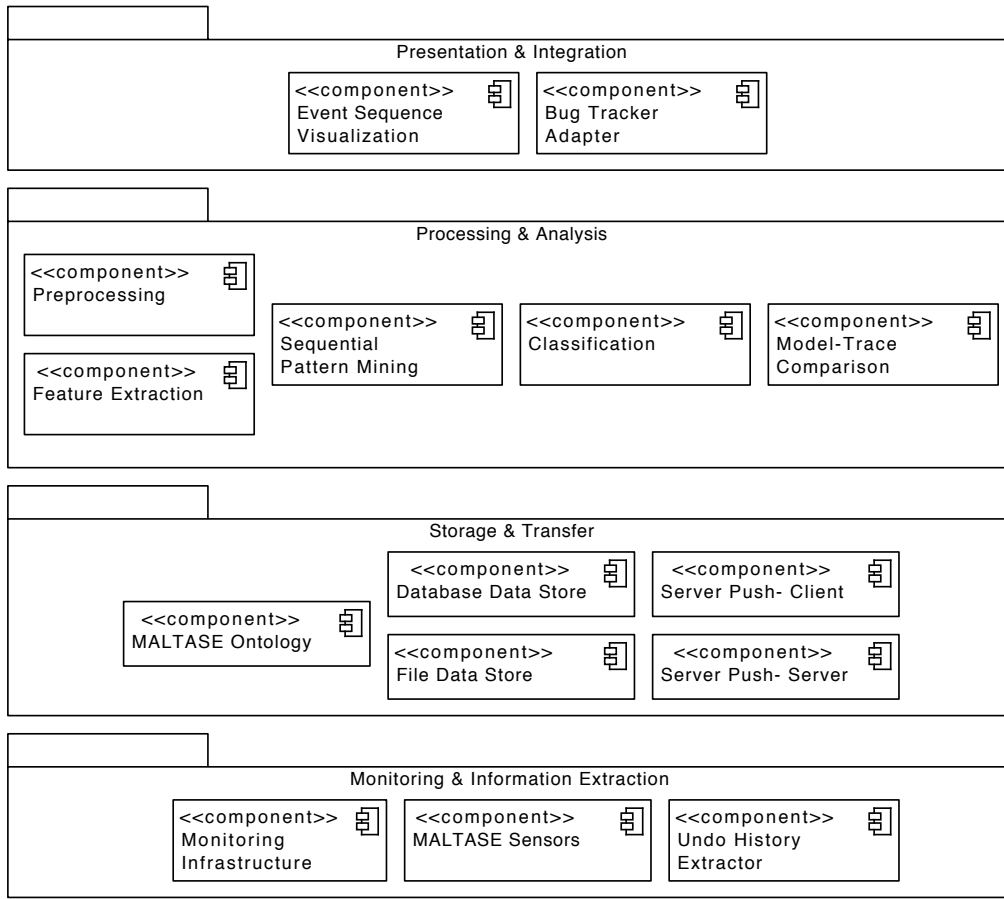 Presentation & Integration
<<component>>
Event Sequence
Visualization
<<component>>
Bug Tracker
Adapter
Processing & Analysis
<<component>>
Preprocessing
<<component>>
Feature Extraction
<<component>>
Sequential
Pattern Mining
<<component>>
Classification
<<component>>
Model-Trace
Comparison
Storage & Transfer
<<component>>
MALTASE Ontology
<<component>>
Database Data Store
<<component>>
File Data Store
<<component>>
Server Push- Client
<<component>>
Server Push- Server
Monitoring & Information Extraction
<<component>>
Monitoring
Infrastructure
<<component>>
MALTASE Sensors
<<component>>
Undo History
Extractor